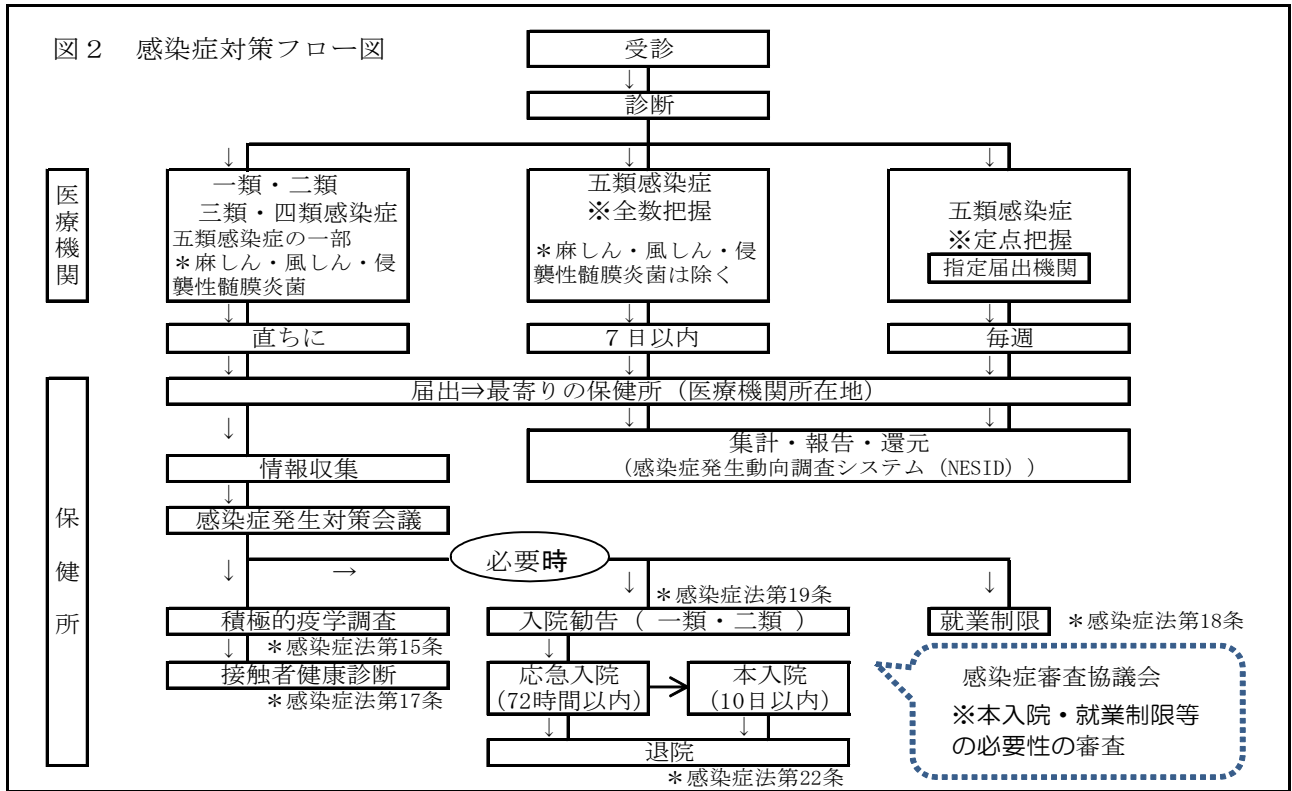 図２　感染症対策フロー図
受診
↓
診断
↓ ↓ ↓
医療機関
一類・二類
三類・四類感染症
五類感染症の一部
＊麻しん・風しん・侵
襲性髄膜炎菌
五類感染症
※全数把握
＊麻しん・風しん・侵
襲性髄膜炎菌は除く
五類感染症
※定点把握
指定届出機関
↓ ↓ ↓
直ちに
７日以内
毎週
↓ ↓ ↓
保健所
届出⇒最寄りの保健所（医療機関所在地）
↓ ↓ ↓
集計・報告・還元
（感染症発生動向調査システム（NESID））
情報収集
↓
感染症発生対策会議
↓ → 必要時 ↓ ↓
＊感染症法第19条
積極的疫学調査
入院勧告（ 一類・二類 ）
就業制限 ＊感染症法第18条
↓ ＊感染症法第15条
↓
接触者健康診断
＊感染症法第17条
応急入院
(72時間以内)
本入院
(10日以内)
↓ ↓
退院
＊感染症法第22条
感染症審査協議会
※本入院・就業制限等
の必要性の審査